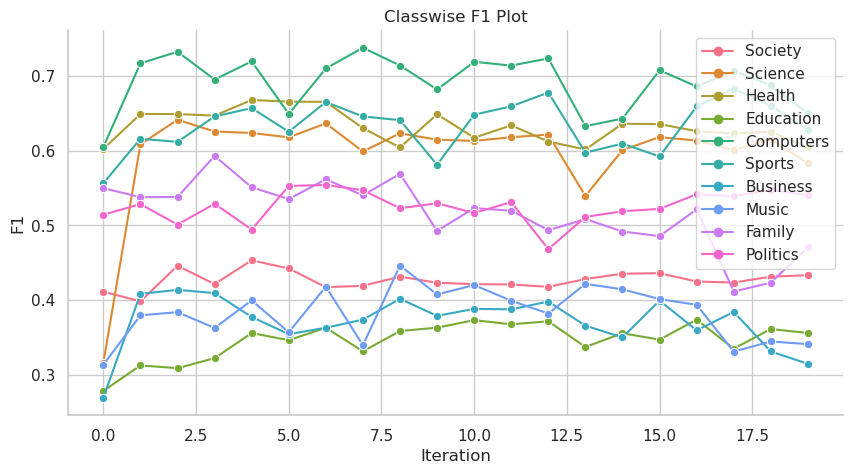 Classwise F1 Plot
F1
0.7
0.6
0.5
0.4
0.3
0.0
2.5
5.0
7.5
10.0
12.5
15.0
17.5
Iteration
Society
Science
Health
Education
Computers
Sports
Business
Music
Family
Politics